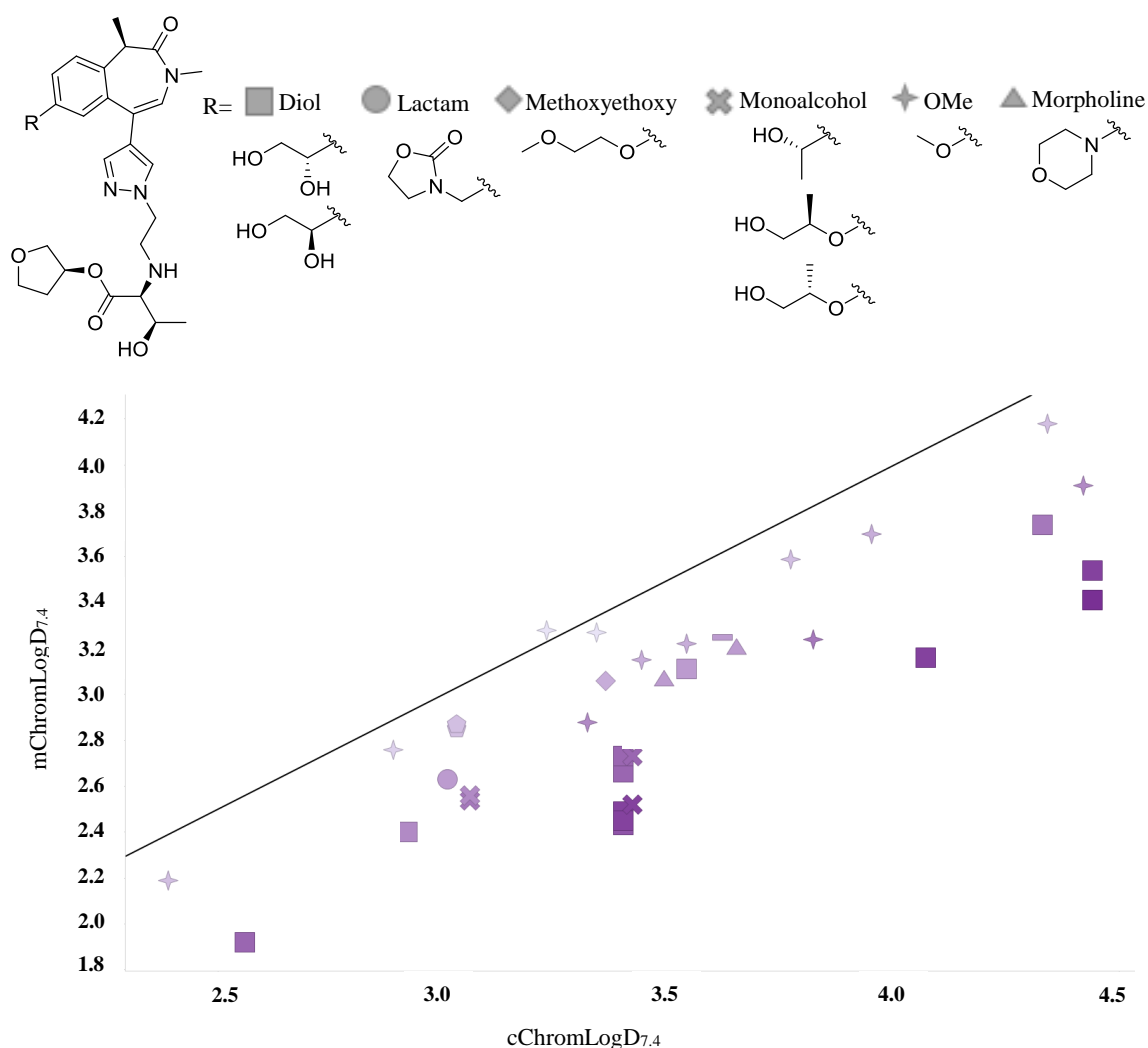 O
N
R
N
N
O
O
NH
O
HO
R= Diol Lactam Methoxyethoxy Monoalcohol OMe Morpholine
HO
OH
HO
OH
O
O
N
O
O
HO
HO
O
HO
O
O
N
O
4.2
4.0
3.8
3.6
3.4
3.2
3.0
2.8
2.6
2.4
2.2
2.0
1.8
mChromLogD7.4
2.5 3.0 3.5 4.0 4.5
cChromLogD7.4